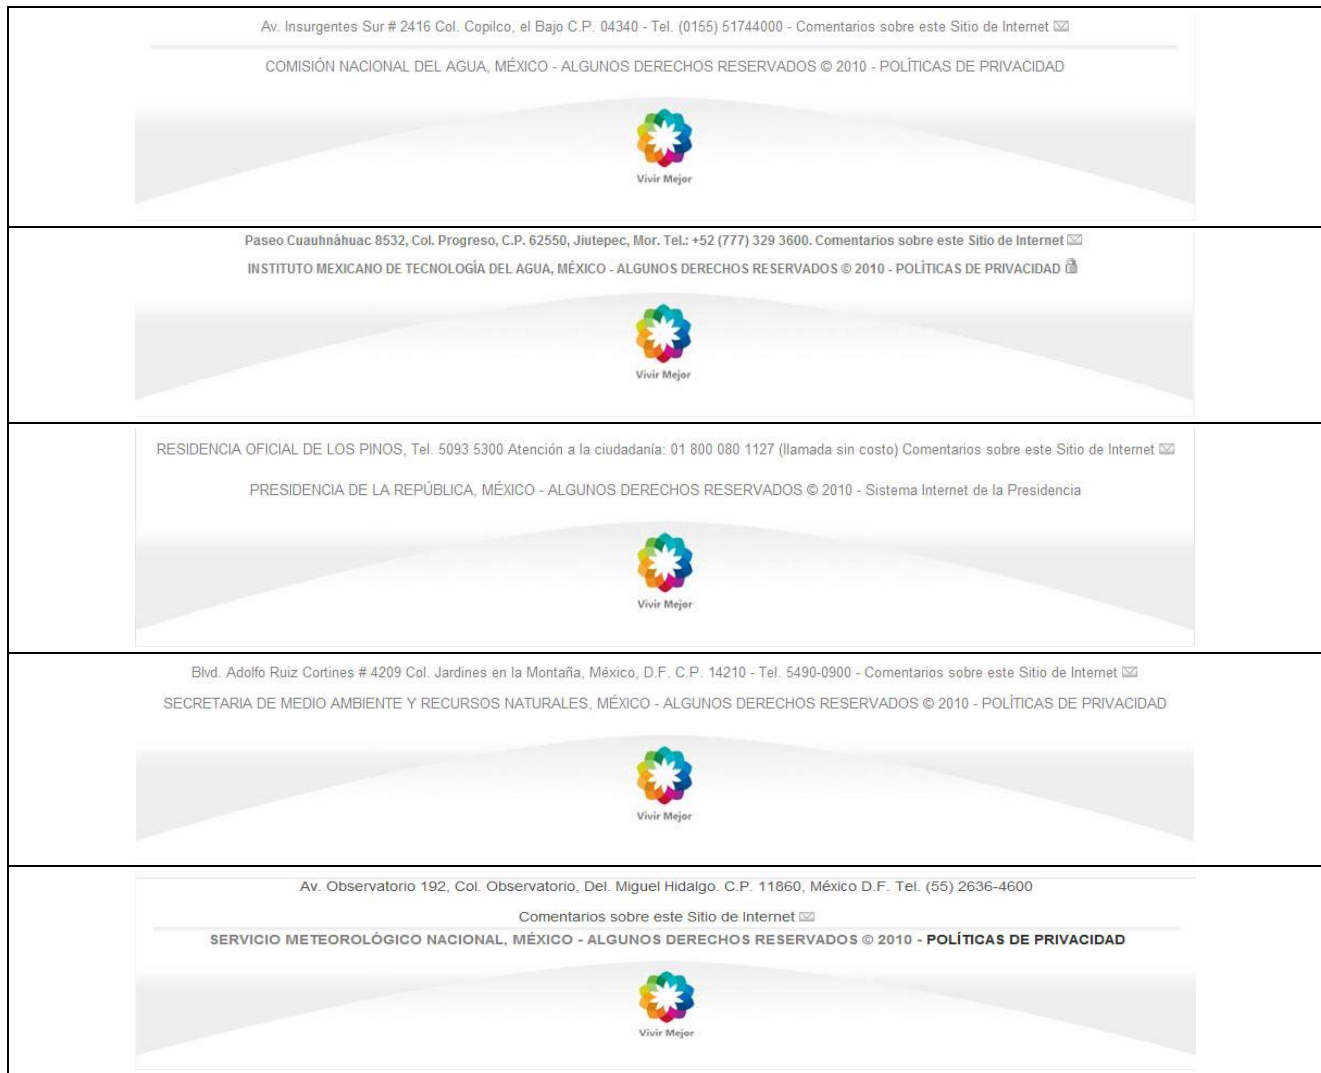 Av. Insurgentes Sur # 2416 Col. Copilco, el Bajo C.P. 04340 - Tel. (0155) 51744000 - Comentarios sobre este Sitio de Internet
COMISIÓN NACIONAL DEL AGUA, MÉXICO - ALGUNOS DERECHOS RESERVADOS © 2010 - POLÍTICAS DE PRIVACIDAD
Vivir Mejor
Paseo Cuauhnáhuac 8532, Col. Progreso, C.P. 62550, Jiutepec, Mor. Tel.: +52 (777) 329 3600. Comentarios sobre este Sitio de Internet
INSTITUTO MEXICANO DE TECNOLOGÍA DEL AGUA, MÉXICO - ALGUNOS DERECHOS RESERVADOS © 2010 - POLÍTICAS DE PRIVACIDAD
Vivir Mejor
RESIDENCIA OFICIAL DE LOS PINOS, Tel. 5093 5300 Atención a la ciudadanía: 01 800 080 1127 (llamada sin costo) Comentarios sobre este Sitio de Internet
PRESIDENCIA DE LA REPÚBLICA, MÉXICO - ALGUNOS DERECHOS RESERVADOS © 2010 - Sistema Internet de la Presidencia
Vivir Mejor
Blvd. Adolfo Ruiz Cortines # 4209 Col. Jardines en la Montaña, México, D.F. C.P. 14210 - Tel. 5490-0900 - Comentarios sobre este Sitio de Internet
SECRETARIA DE MEDIO AMBIENTE Y RECURSOS NATURALES, MÉXICO - ALGUNOS DERECHOS RESERVADOS © 2010 - POLÍTICAS DE PRIVACIDAD
Vivir Mejor
Av. Observatorio 192, Col. Observatorio, Del. Miguel Hidalgo. C.P. 11860, México D.F. Tel. (55) 2636-4600
Comentarios sobre este Sitio de Internet
SERVICIO METEOROLÓGICO NACIONAL, MÉXICO - ALGUNOS DERECHOS RESERVADOS © 2010 - POLÍTICAS DE PRIVACIDAD
Vivir Mejor